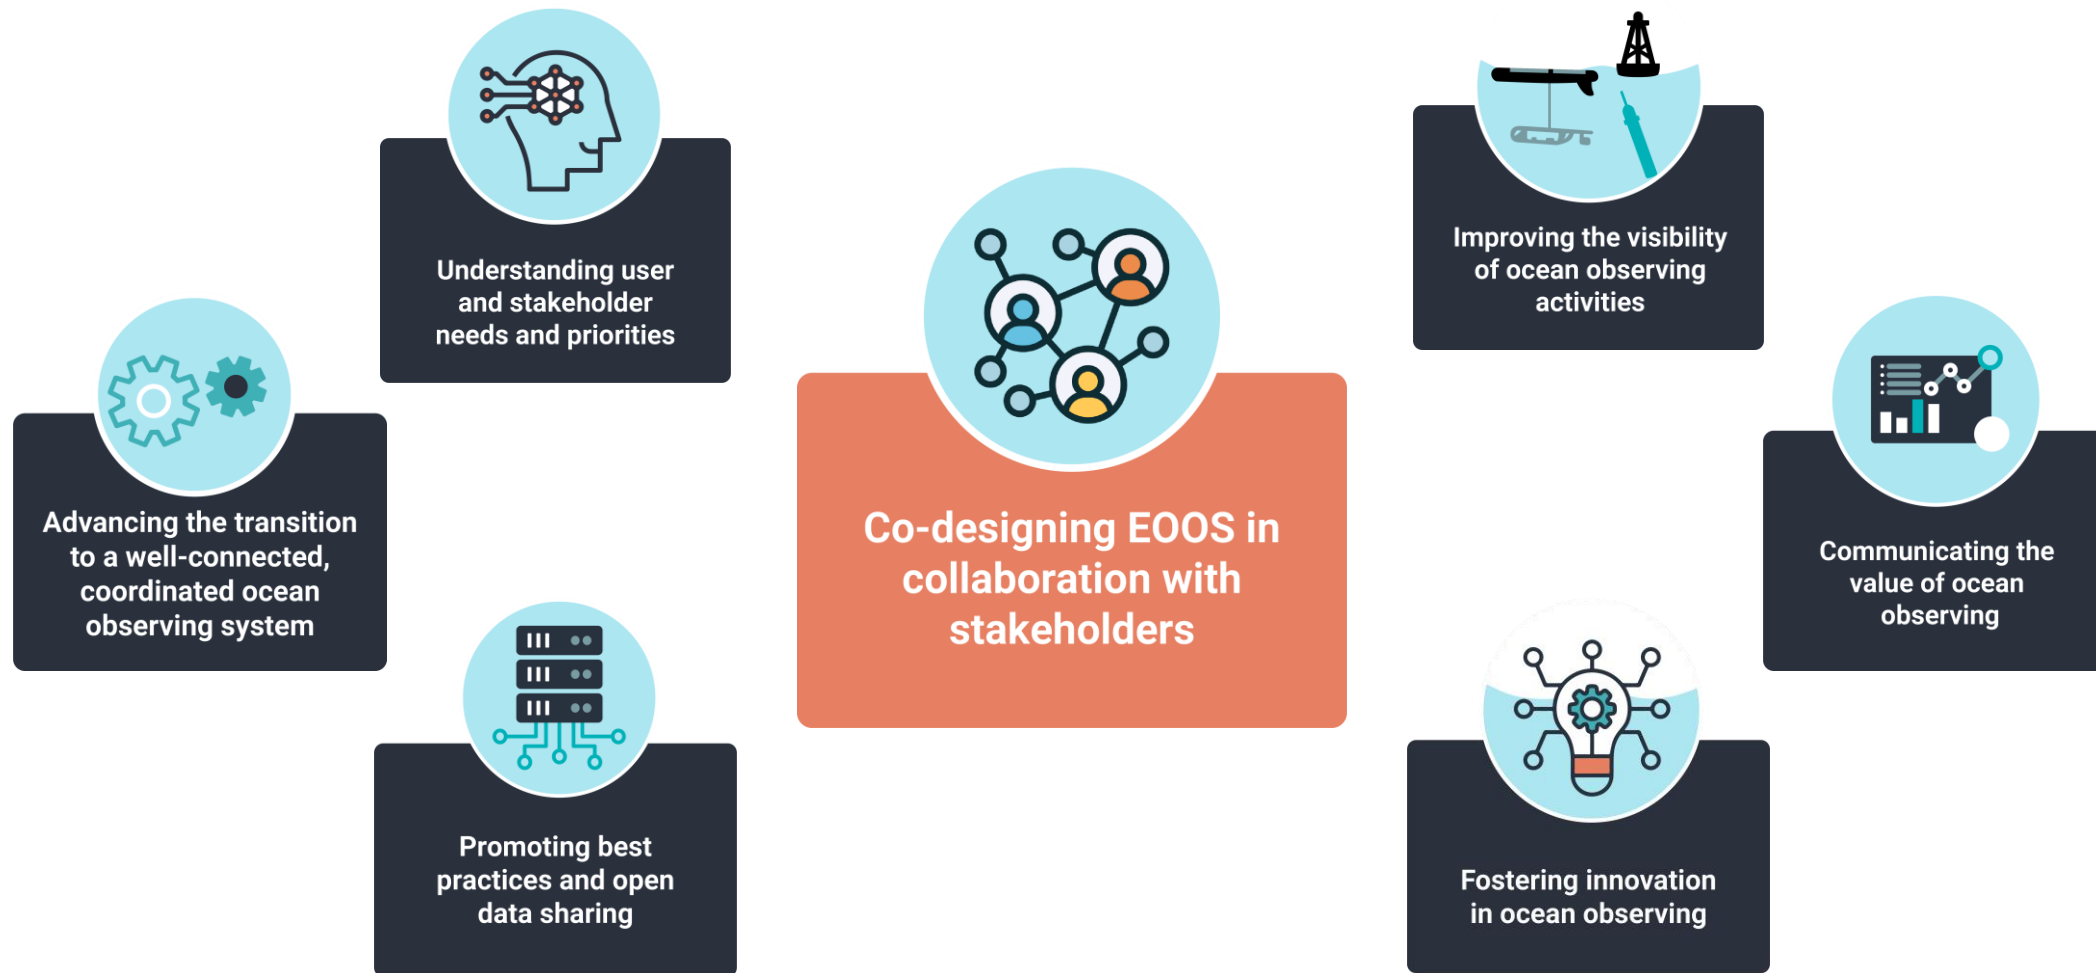 Understanding user
and stakeholder
needs and priorities
Advancing the transition
to a well-connected,
coordinated ocean
observing system
Promoting best
practices and open
data sharing
Co-designing EOOS in
collaboration with
stakeholders
Improving the visibility
of ocean observing
activities
Communicating the
value of ocean
observing
Fostering innovation
in ocean observing